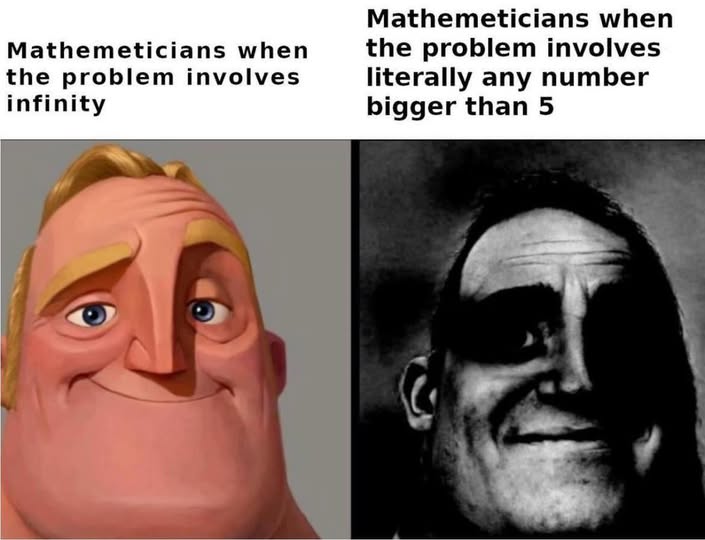 Mathemeticians when
the problem involves
infinity
Mathemeticians when
the problem involves
literally any number
bigger than 5